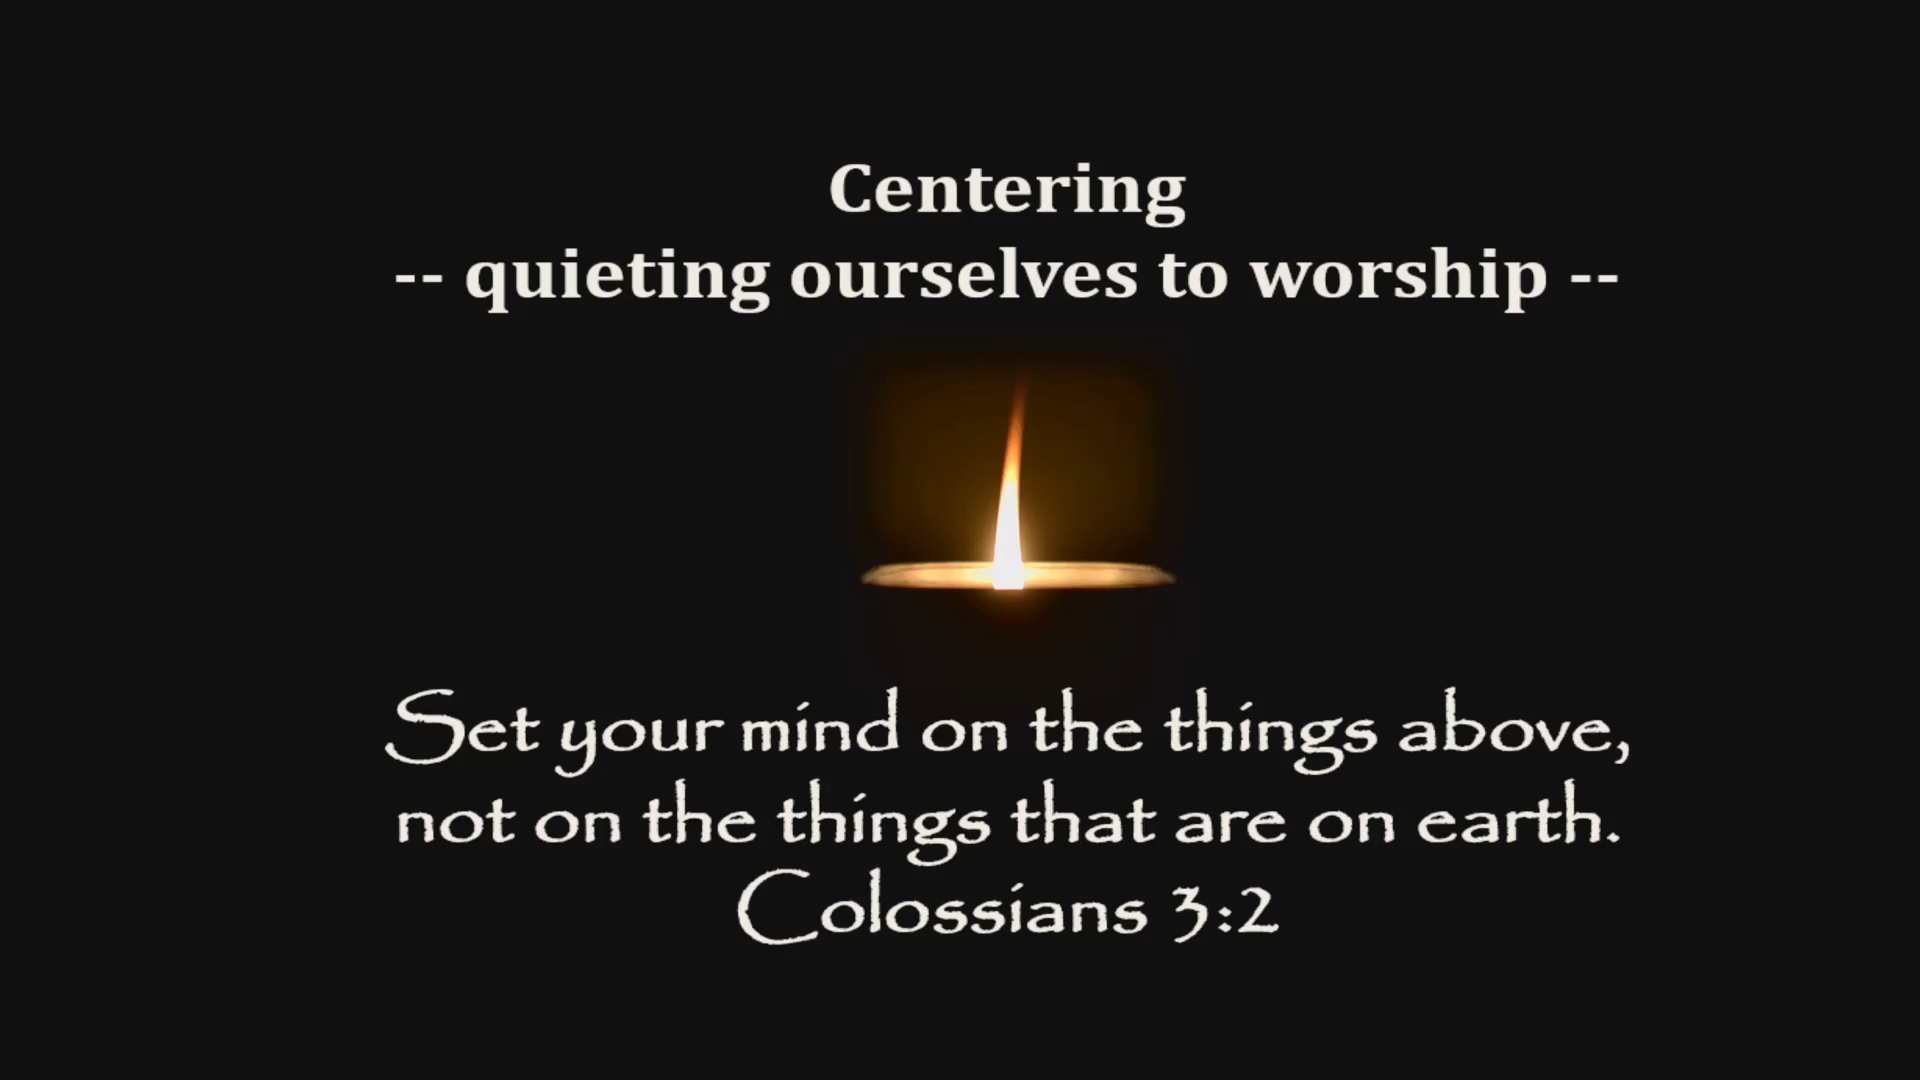 Centering
-- quieting ourselves to worship --
Set your mind on the things above,
not on the things that are on earth.
Colossians 3:2